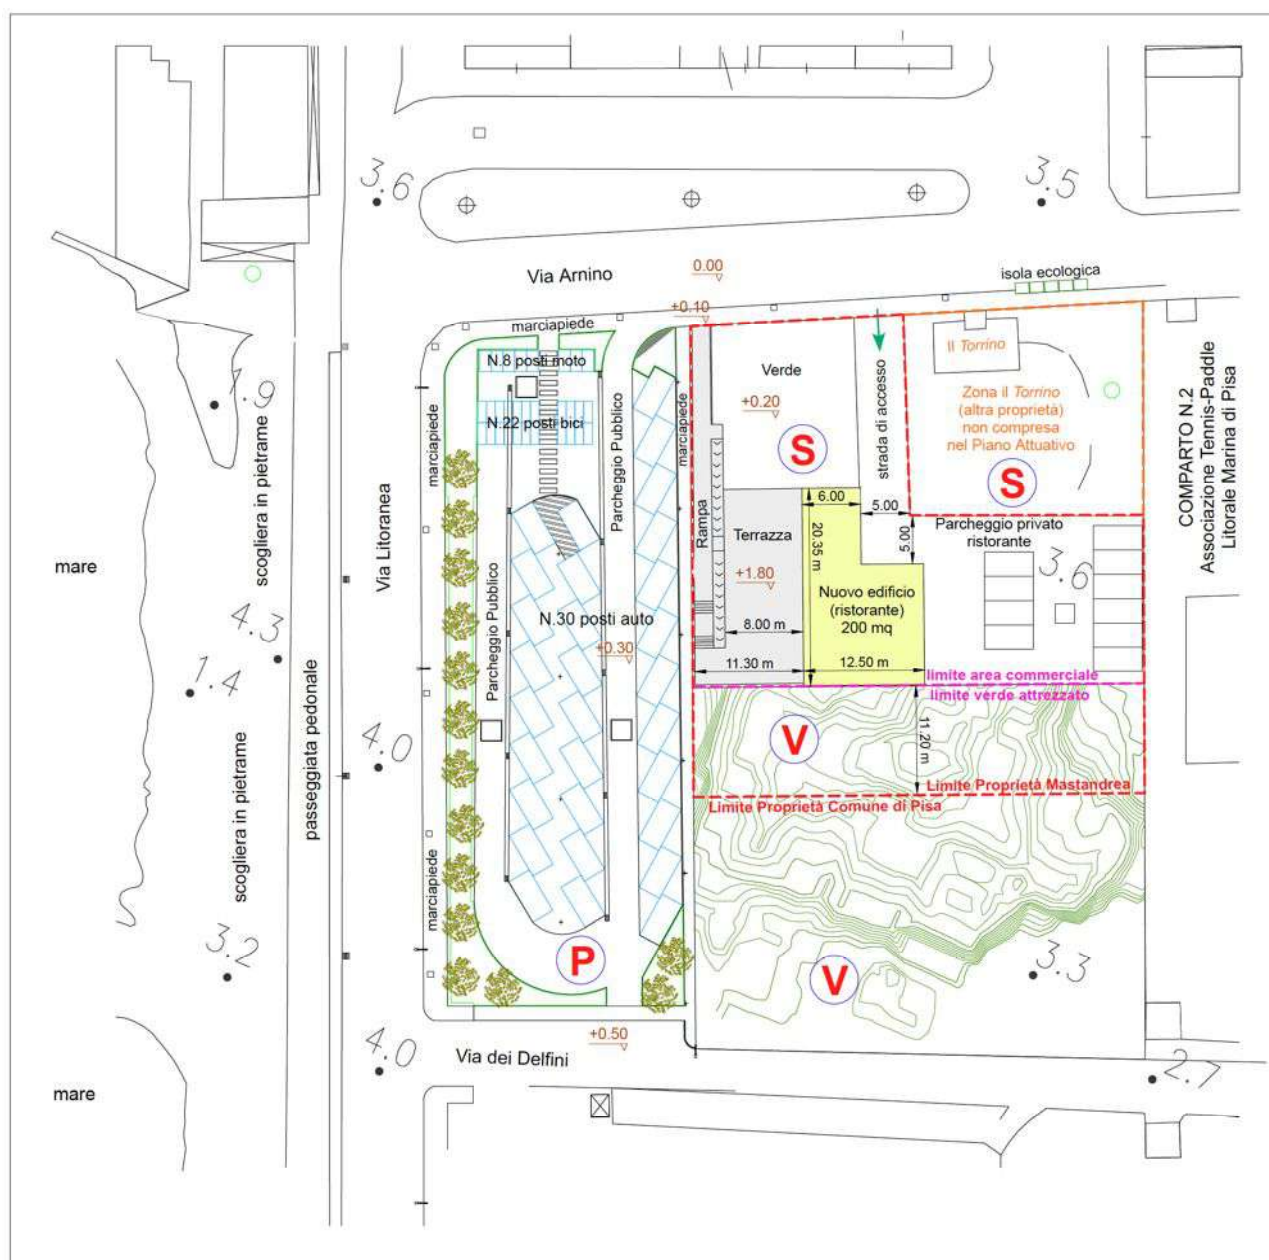 3.6
3.5
Via Arnino
0.00
isola ecologica
+0.10
marciapiede
N.8 posti moto
N.22 posti bici
marciapiede
Parcheggio Pubblico
marciapiede
Verde
+0.20
S
strada di accesso
Il Torrino
Zona il Torrino
(altra proprietà)
non compresa
nel Piano Attuativo
S
COMPARTO N.2
Associazione Tennis-Paddle
Litorale Marina di Pisa
1.9
scogliera in pietrame
Via Litoranea
mare
Rampa
Terrazza
+1.80
6.00
20.35 m
5.00
5.00
Parcheggio privato
ristorante
3.6
Nuovo edificio
(ristorante)
200 mq
8.00 m
11.30 m
12.50 m
N.30 posti auto
+0.30
Parcheggio Pubblico
4.3
1.4
limite area commerciale
limite verde attrezzato
passeggiata pedonale
scogliera in pietrame
4.0
V
11.20 m
Limite Proprietà Mastandrea
Limite Proprietà Comune di Pisa
marciapiede
3.2
P
V
3.3
+0.50
4.0
Via dei Delfini
2.7
mare